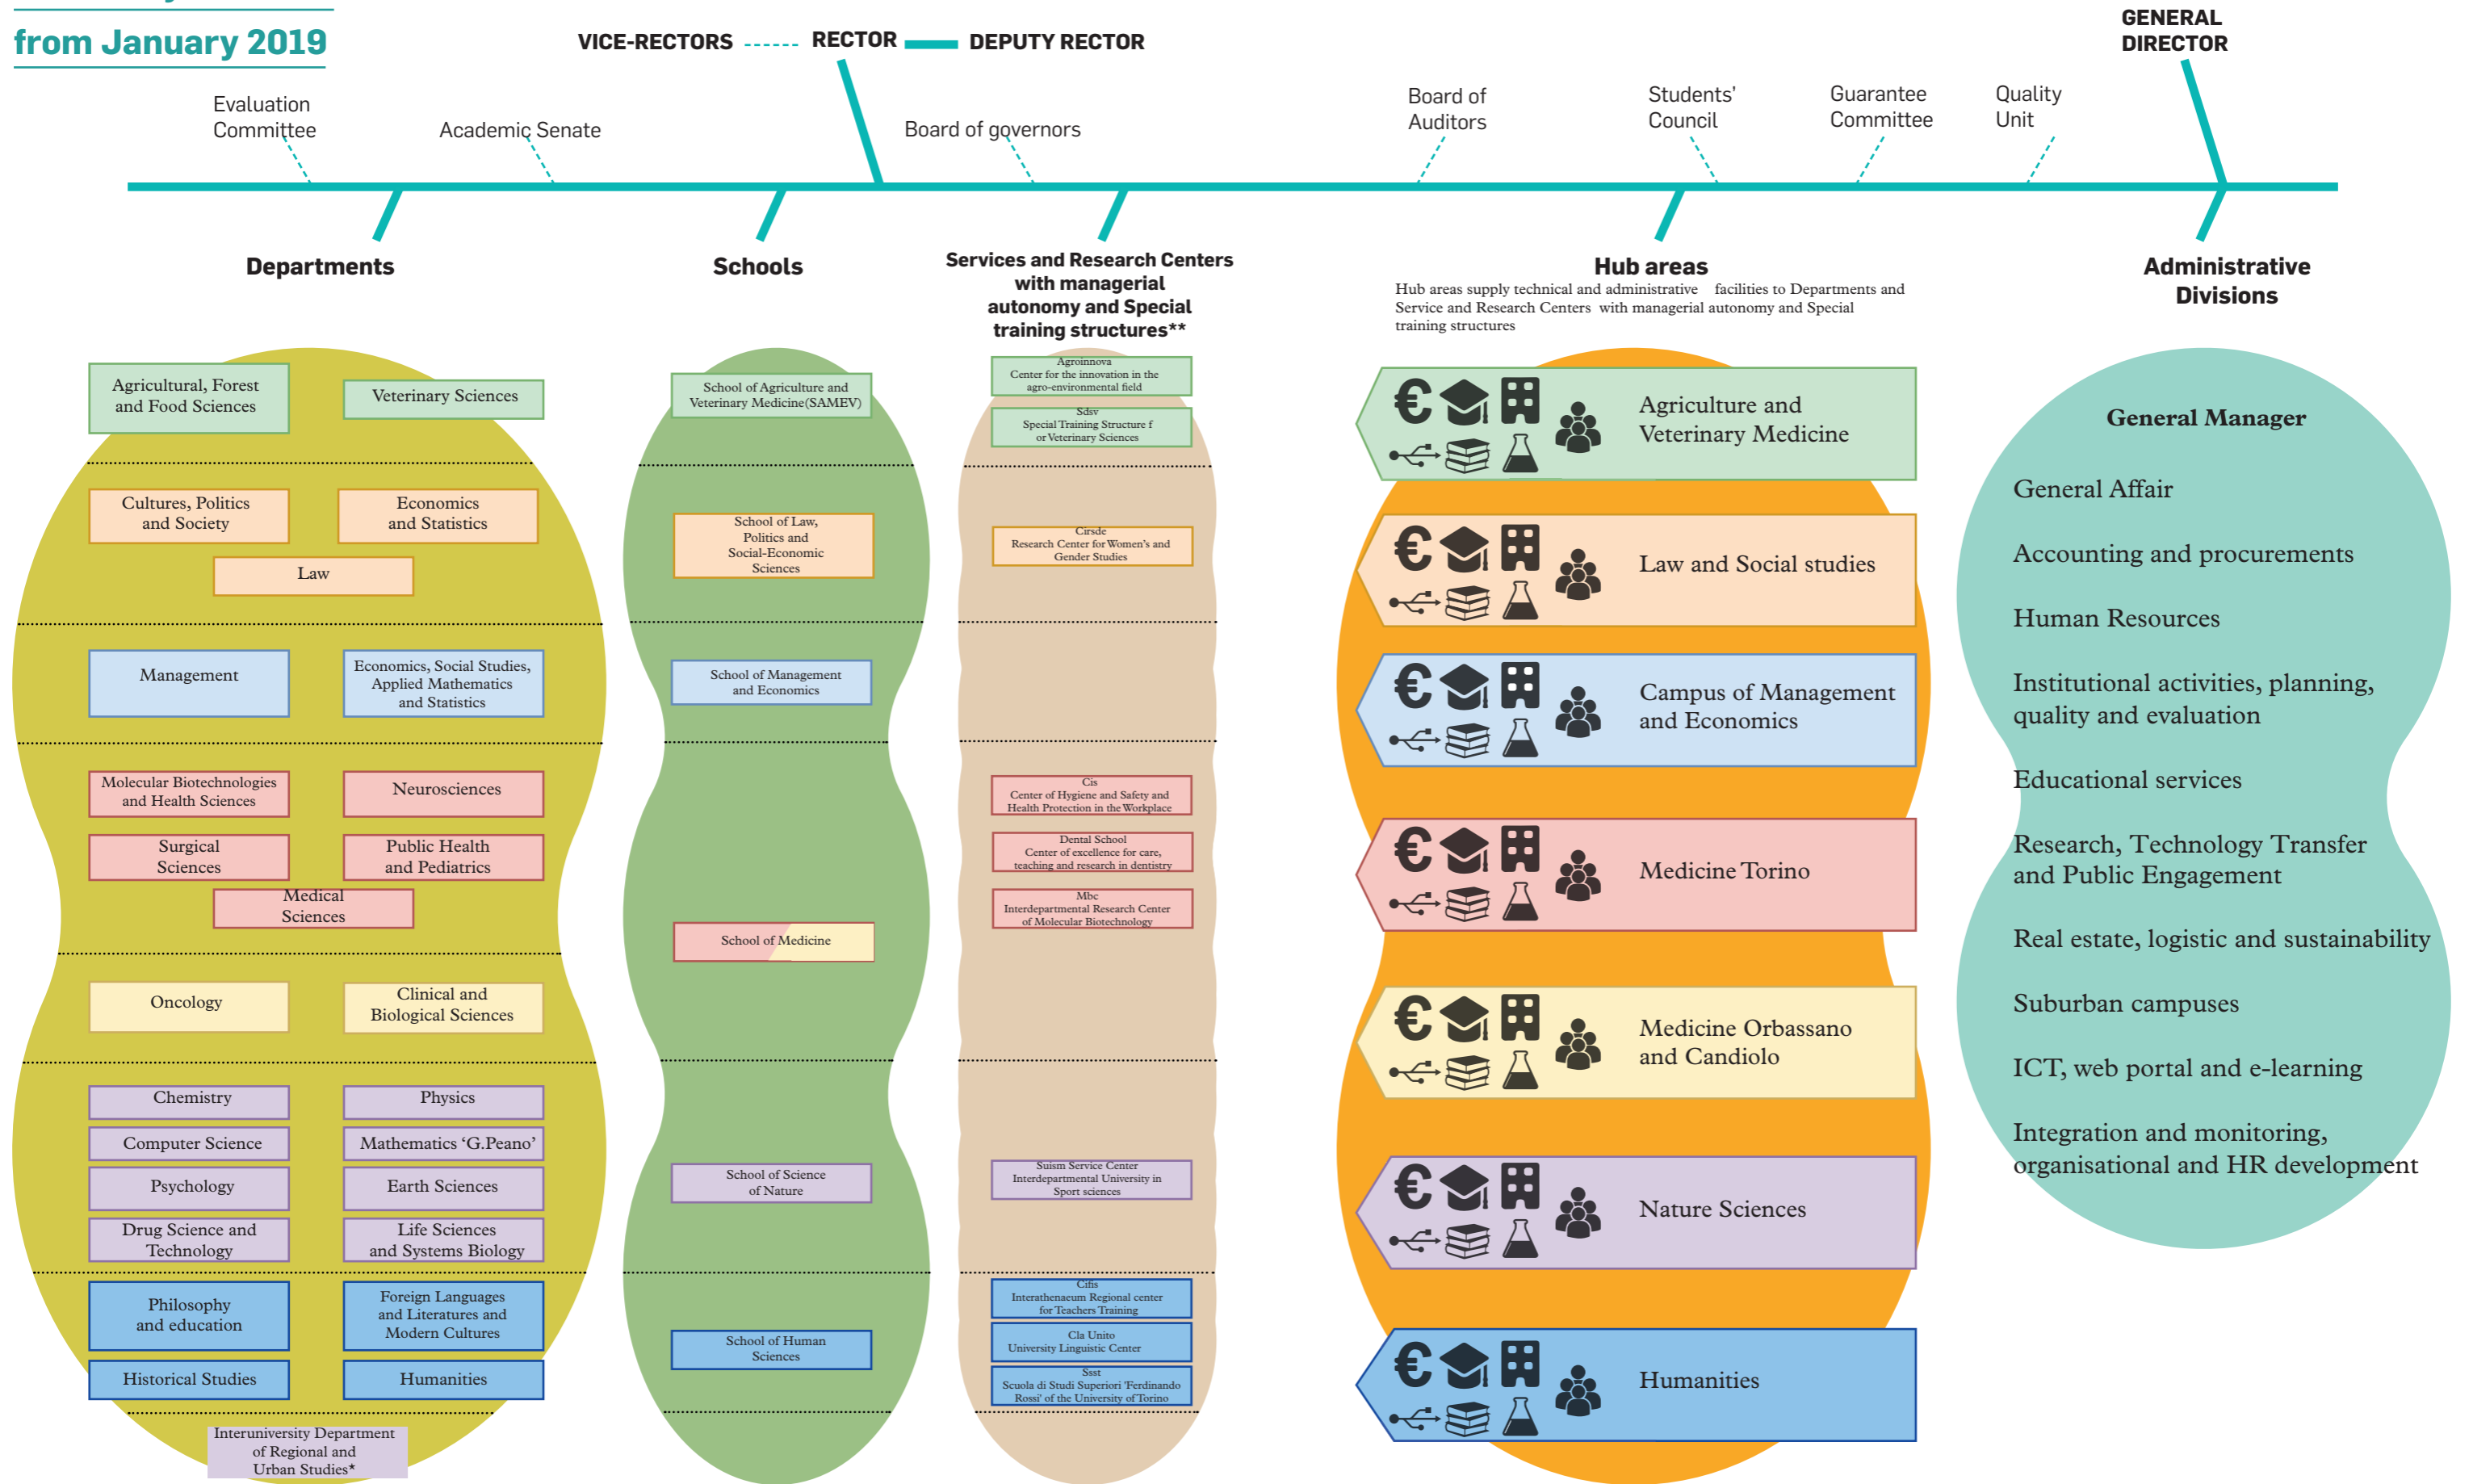 from January 2019
VICE-RECTORS
RECTOR
DEPUTY RECTOR
GENERAL
DIRECTOR
Evaluation
Committee
Academic Senate
Board of governors
Board of
Auditors
Students’
Council
Guarantee
Committee
Quality
Unit
Departments
Agricultural, Forest
and Food Sciences
Veterinary Sciences
Cultures, Politics
and Society
Economics
and Statistics
Law
Management
Economics, Social Studies,
Applied Mathematics
and Statistics
Molecular Biotechnologies
and Health Sciences
Neurosciences
Surgical
Sciences
Public Health
and Pediatrics
Medical
Sciences
Oncology
Clinical and
Biological Sciences
Chemistry
Physics
Computer Science
Mathematics ‘G.Peano’
Psychology
Earth Sciences
Drug Science and
Technology
Life Sciences
and Systems Biology
Philosophy
and education
Foreign Languages
and Literatures and
Modern Cultures
Historical Studies
Humanities
Interuniversity Department
of Regional and
Urban Studies*
Schools
School of Agriculture and
Veterinary Medicine(SAMEV)
School of Law,
Politics and
Social-Economic
Sciences
School of Management
and Economics
School of Medicine
School of Science
of Nature
School of Human
Sciences
Services and Research Centers
with managerial
autonomy and Special
training structures**
Agroinnova
Center for the innovation in the
agro-environmental field
Sdsv
Special Training Structure f
or Veterinary Sciences
Cirsde
Research Center for Women's and
Gender Studies
Cis
Center of Hygiene and Safety and
Health Protection in the Workplace
Dental School
Center of excellence for care,
teaching and research in dentistry
Mbc
Interdepartmental Research Center
of Molecular Biotechnology
Suism Service Center
Interdepartmental University in
Sport sciences
Cifis
Interathenaeum Regional center
for Teachers Training
Cla Unito
University Linguistic Center
Ssst
Scuola di Studi Superiori 'Ferdinando
Rossi' of the University of Torino
Hub areas
Hub areas supply technical and administrative facilities to Departments and
Service and Research Centers with managerial autonomy and Special
training structures
Agriculture and
Veterinary Medicine
Law and Social studies
Campus of Management
and Economics
Medicine Torino
Medicine Orbassano
and Candiolo
Nature Sciences
Humanities
Administrative
Divisions
General Manager
General Affair
Accounting and procurements
Human Resources
Institutional activities, planning,
quality and evaluation
Educational services
Research, Technology Transfer
and Public Engagement
Real estate, logistic and sustainability
Suburban campuses
ICT, web portal and e-learning
Integration and monitoring,
organisational and HR development